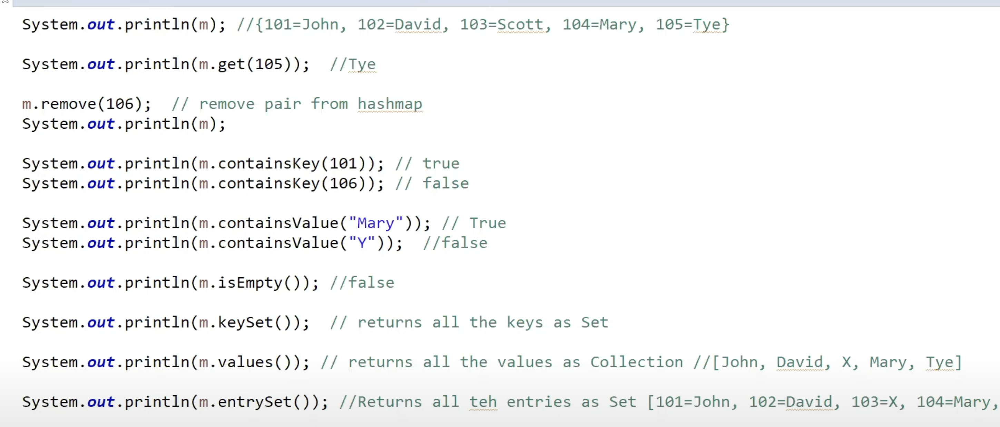 System.out.println(m); //{101=John, 102=David, 103=Scott, 104=Mary, 105=Tye}
System.out.println(m.get(105));  //Tye
m.remove(106);  // remove pair from hashmap
System.out.println(m);
System.out.println(m.containsKey(101)); // true
System.out.println(m.containsKey(106)); // false
System.out.println(m.containsValue("Mary")); // True
System.out.println(m.containsValue("Y"));  //false
System.out.println(m.isEmpty()); //false
System.out.println(m.keySet());  // returns all the keys as Set
System.out.println(m.values()); // returns all the values as Collection //[John, David, X, Mary, Tye]
System.out.println(m.entrySet()); //Returns all teh entries as Set [101=John, 102=David, 103=X, 104=Mary,